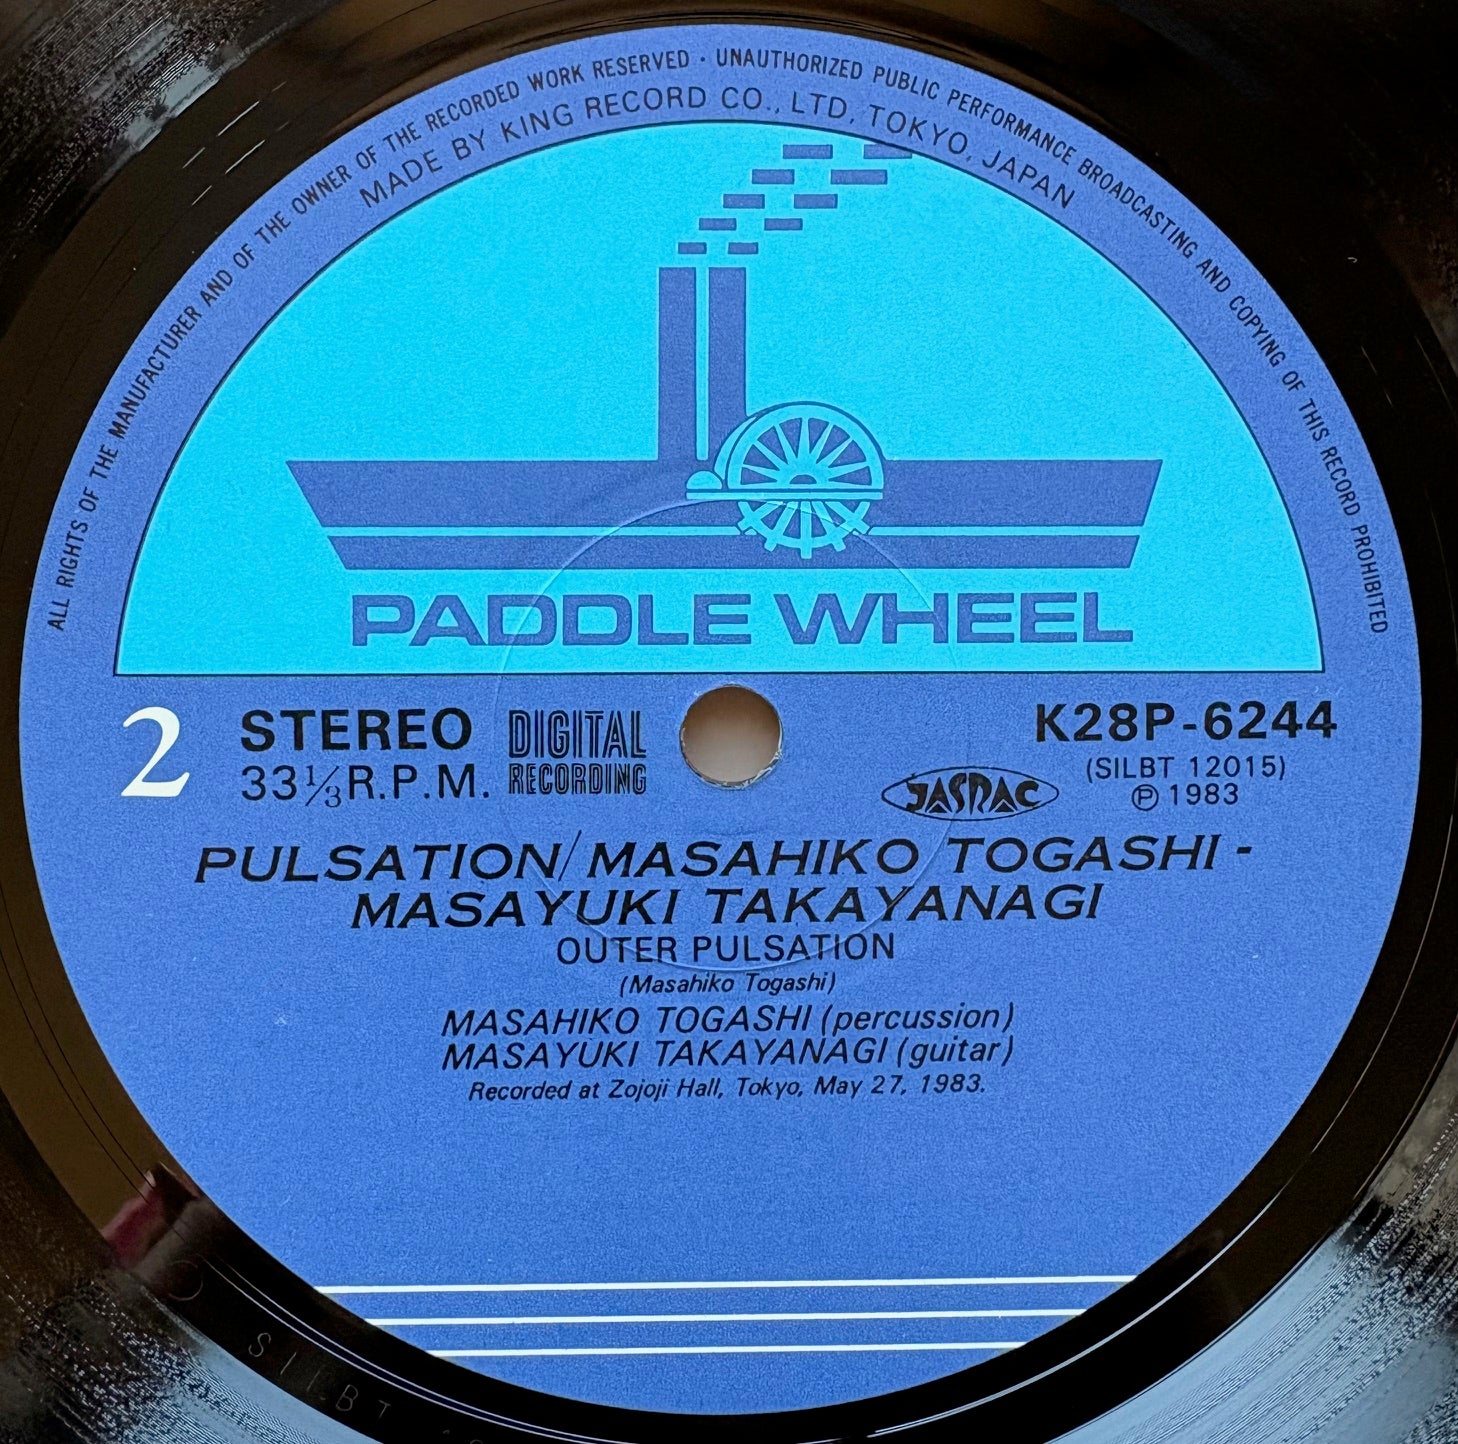 ALL RIGHTS OF THE MANUFACTURER AND OF THE OWNER OF THE RECORDED WORK RESERVED · UNAUTHORIZED PUBLIC PERFORMANCE BROADCASTING AND COPYING OF THIS RECORD PROHIBITED
MADE BY KING RECORD CO., LTD, TOKYO, JAPAN
PADDLE WHEEL
2
STEREO
33⅓ R.P.M.
DIGITAL
RECORDING
JASRAC
K28P-6244
(SILBT 12015)
Ⓟ 1983
PULSATION/MASAHIKO TOGASHI -
MASAYUKI TAKAYANAGI
OUTER PULSATION
(Masahiko Togashi)
MASAHIKO TOGASHI (percussion)
MASAYUKI TAKAYANAGI (guitar)
Recorded at Zojoji Hall, Tokyo, May 27, 1983.
SILBT